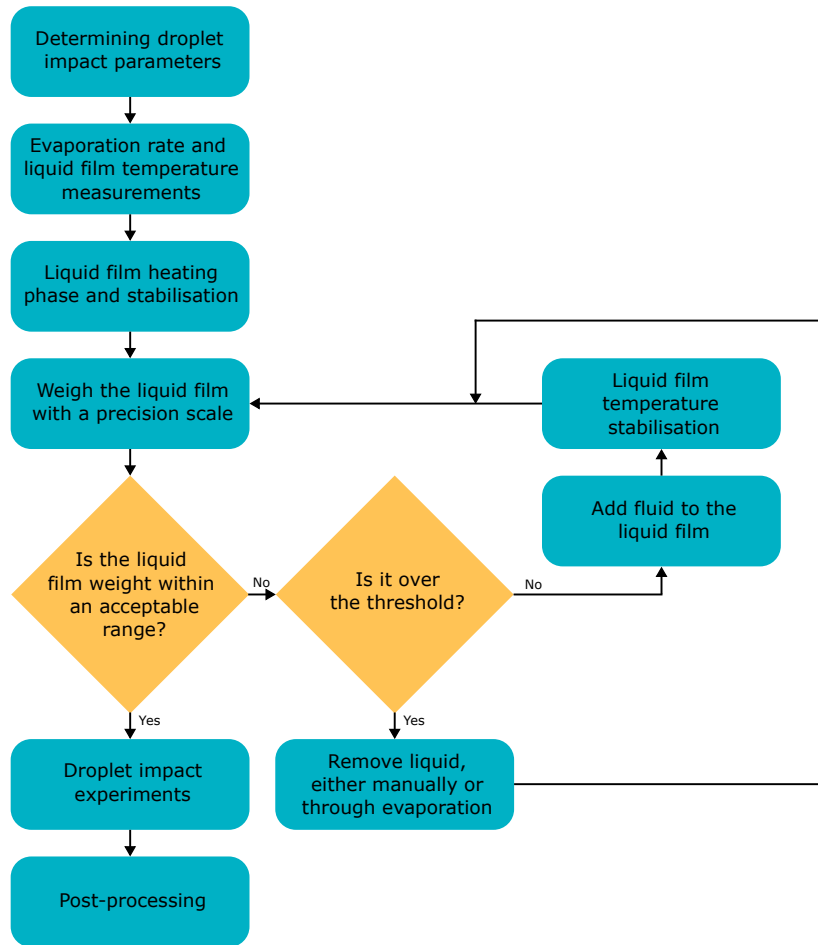 Determining droplet
impact parameters
Evaporation rate and
liquid film temperature
measurements
Liquid film heating
phase and stabilisation
Weigh the liquid film
with a precision scale
Liquid film
temperature
stabilisation
Add fluid to the
liquid film
Is the liquid
film weight within
an acceptable
range?
No
Is it over
the threshold?
No
Yes
Yes
Droplet impact
experiments
Remove liquid,
either manually or
through evaporation
Post-processing